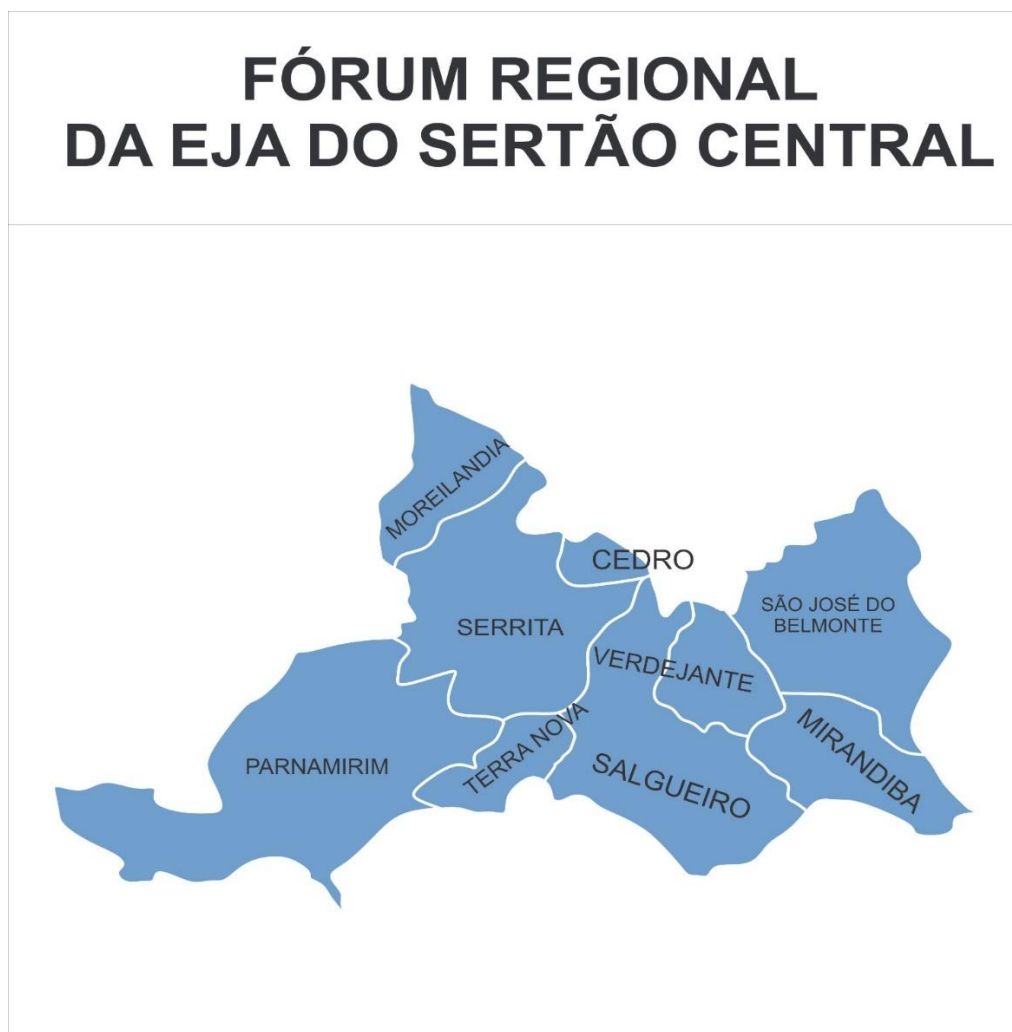 FÓRUM REGIONAL
DA EJA DO SERTÃO CENTRAL
MOREILANDIA
CEDRO
SÃO JOSÉ DO
BELMONTE
SERRITA
VERDEJANTE
MIRANDIBA
TERRA NOVA
PARNAMIRIM
SALGUEIRO